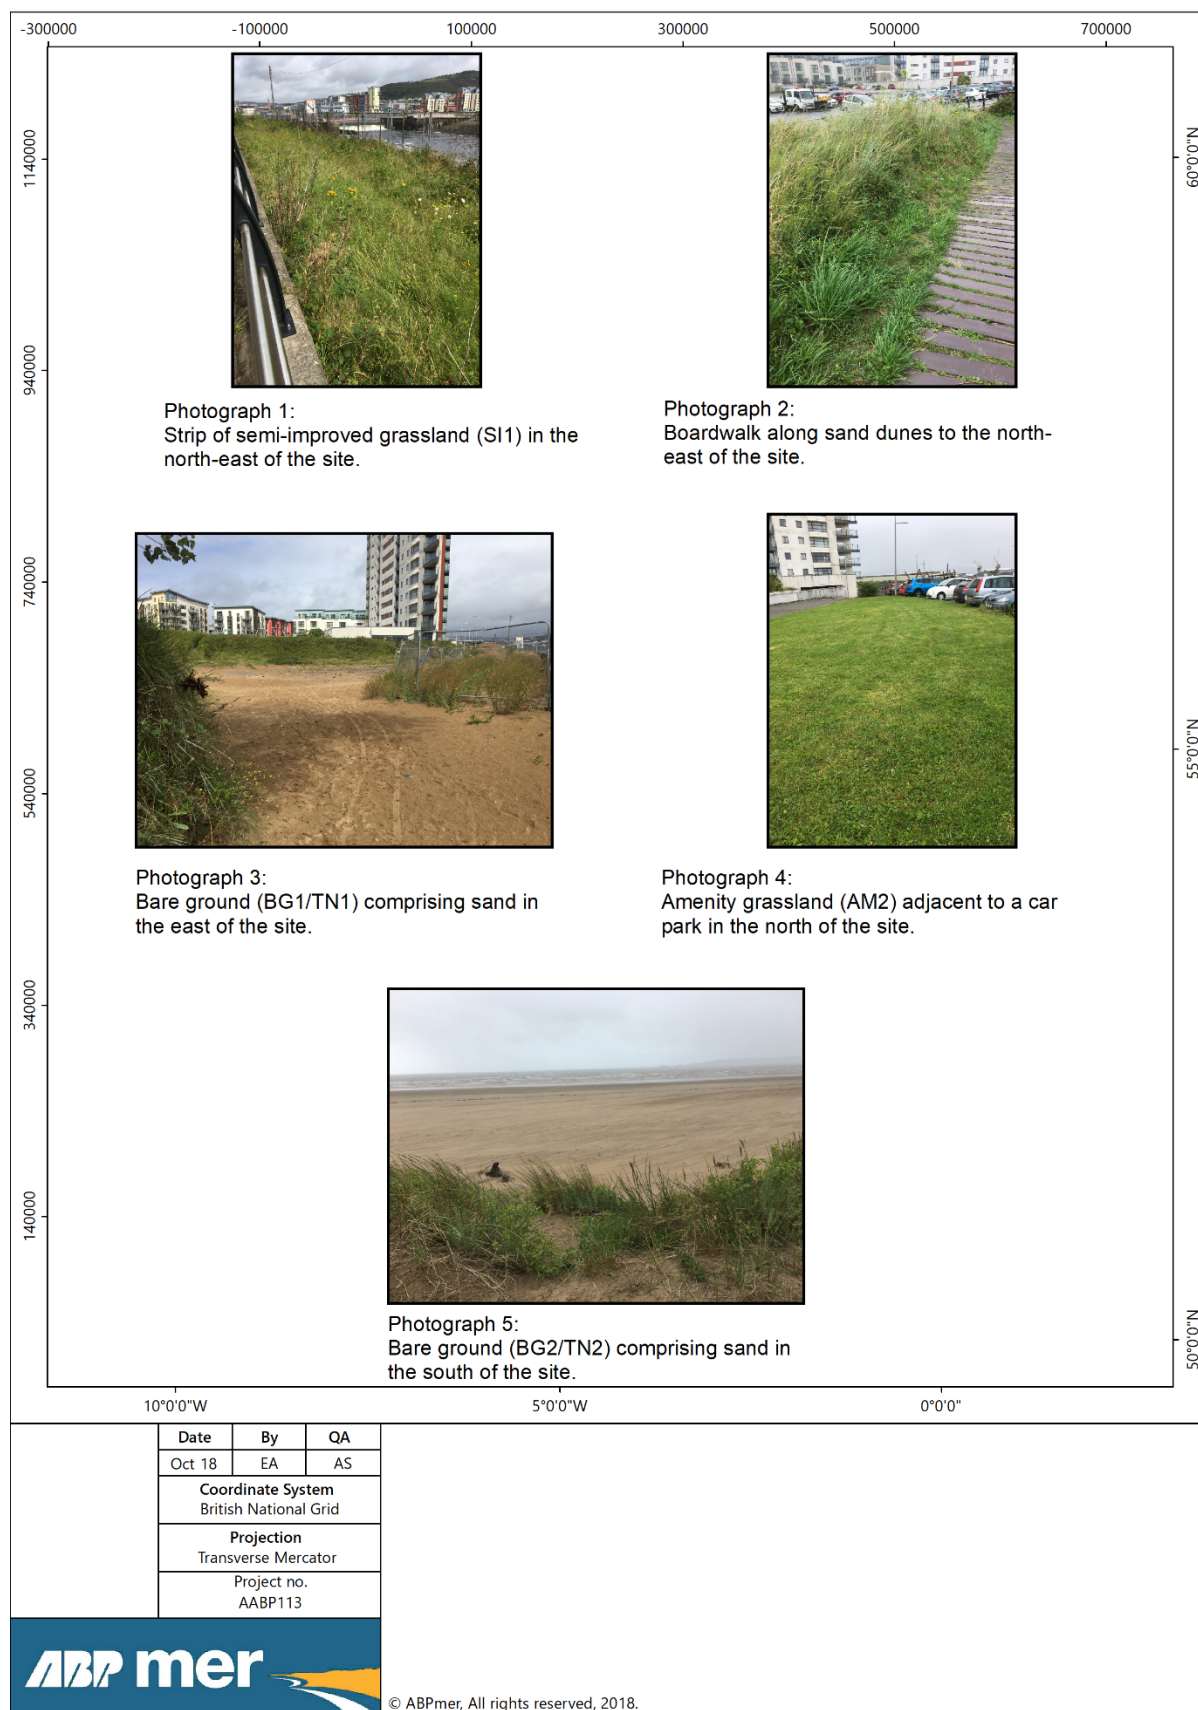 -300000
-100000
100000
300000
5000000
700000
1140000
940000
740000
540000
340000
140000
60°0'0"N
55°0'0"N
50°0'0"N
Photograph 1:
Strip of semi-improved grassland (SI1) in the
north-east of the site.
Photograph 2:
Boardwalk along sand dunes to the north-
east of the site.
Photograph 3:
Bare ground (BG1/TN1) comprising sand in
the east of the site.
Photograph 4:
Amenity grassland (AM2) adjacent to a car
park in the north of the site.
Photograph 5:
Bare ground (BG2/TN2) comprising sand in
the south of the site.
10°0'0"W
5°0'0"W
0°0'0"
Date By QA
Oct 18 EA AS
Coordinate System
British National Grid
Projection
Transverse Mercator
Project no.
AABP113
ABP mer
© ABPmer, All rights reserved, 2018.